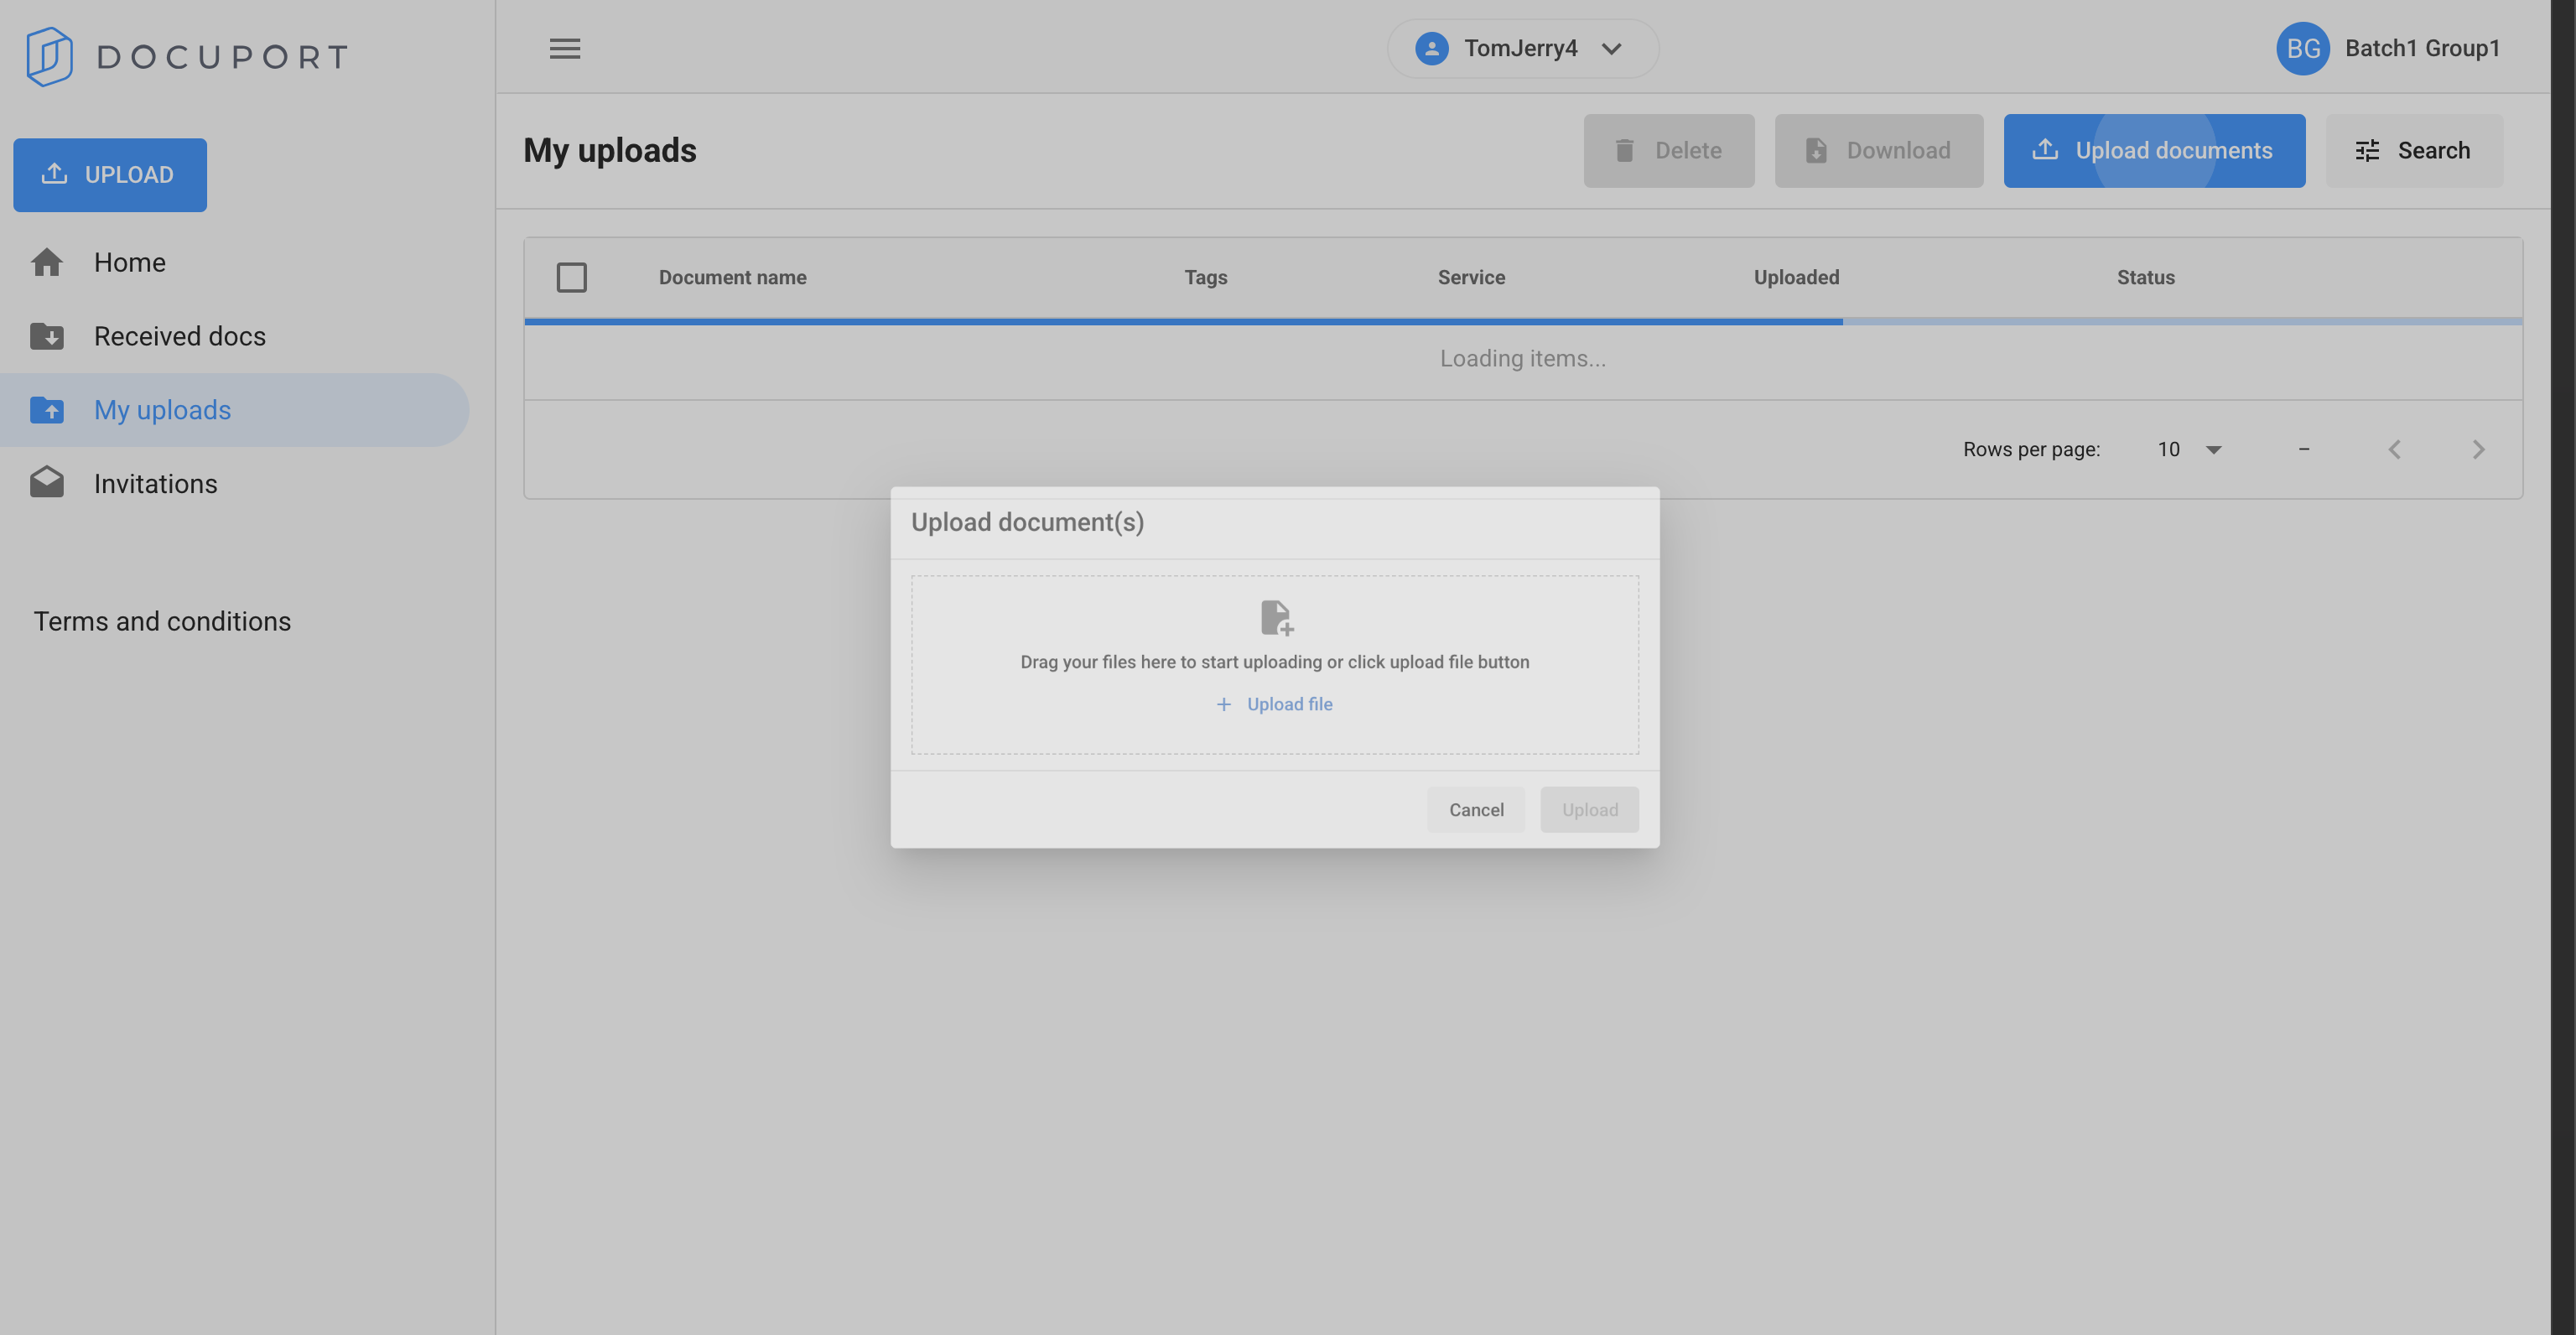 DOCUPORT
TomJerry4
BG Batch1 Group1
UPLOAD
Home
Received docs
My uploads
Invitations
Terms and conditions
My uploads
Delete Download Upload documents Search
Document name Tags Service Uploaded Status
Loading items...
Rows per page: 10 –
Upload document(s)
Drag your files here to start uploading or click upload file button
+ Upload file
Cancel Upload